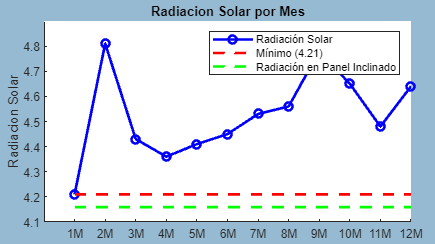 Radiacion Solar por Mes
Radiación Solar
Mínimo (4.21)
Radiación en Panel Inclinado
Radiacion Solar
4.8
4.7
4.6
4.5
4.4
4.3
4.2
4.1
1M 2M 3M 4M 5M 6M 7M 8M 9M 10M 11M 12M